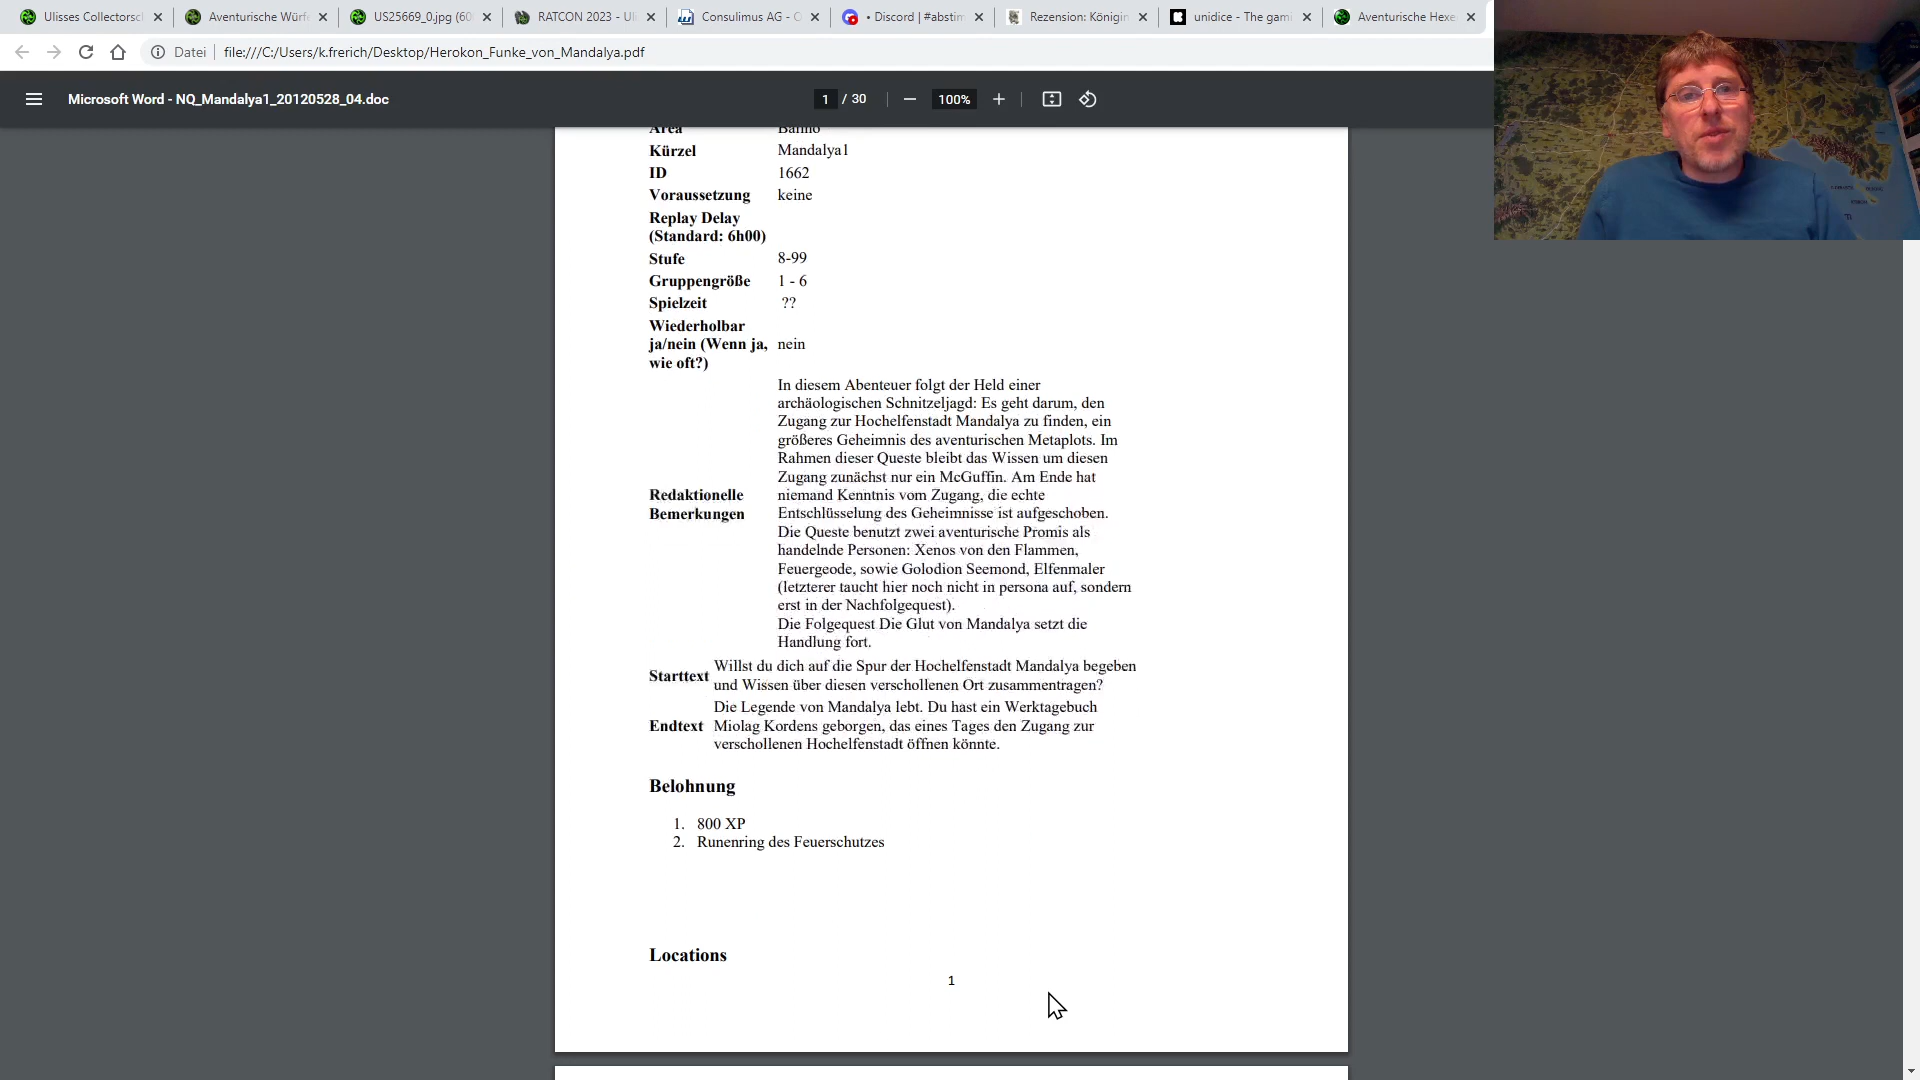 Ulisses Collectorscl
Aventurische Würf
US25669_0.jpg (60
RATCON 2023 - Uli
Consulimus AG - G
• Discord | #abstim
Rezension: Königin
unidice - The gami
Aventurische Hexe
Datei
file:///C:/Users/k.frerich/Desktop/Herokon_Funke_von_Mandalya.pdf
Microsoft Word - NQ_Mandalya1_20120528_04.doc
1 / 30
100%
Area Baliho
Kürzel Mandalya1
ID 1662
Voraussetzung keine
Replay Delay
(Standard: 6h00)
Stufe 8-99
Gruppengröße 1 - 6
Spielzeit ??
Wiederholbar
ja/nein (Wenn ja, nein
wie oft?)
In diesem Abenteuer folgt der Held einer
archäologischen Schnitzeljagd: Es geht darum, den
Zugang zur Hochelfenstadt Mandalya zu finden, ein
größeres Geheimnis des aventurischen Metaplots. Im
Rahmen dieser Queste bleibt das Wissen um diesen
Zugang zunächst nur ein McGuffin. Am Ende hat
Redaktionelle niemand Kenntnis vom Zugang, die echte
Bemerkungen Entschlüsselung des Geheimnisse ist aufgeschoben.
Die Queste benutzt zwei aventurische Promis als
handelnde Personen: Xenos von den Flammen,
Feuergeode, sowie Golodion Seemond, Elfenmaler
(letzterer taucht hier noch nicht in persona auf, sondern
erst in der Nachfolgequest).
Die Folgequest Die Glut von Mandalya setzt die
Handlung fort.
Starttext Willst du dich auf die Spur der Hochelfenstadt Mandalya begeben
und Wissen über diesen verschollenen Ort zusammentragen?
Die Legende von Mandalya lebt. Du hast ein Werktagebuch
Endtext Miolag Kordens geborgen, das eines Tages den Zugang zur
verschollenen Hochelfenstadt öffnen könnte.
Belohnung
1. 800 XP
2. Runenring des Feuerschutzes
Locations
1